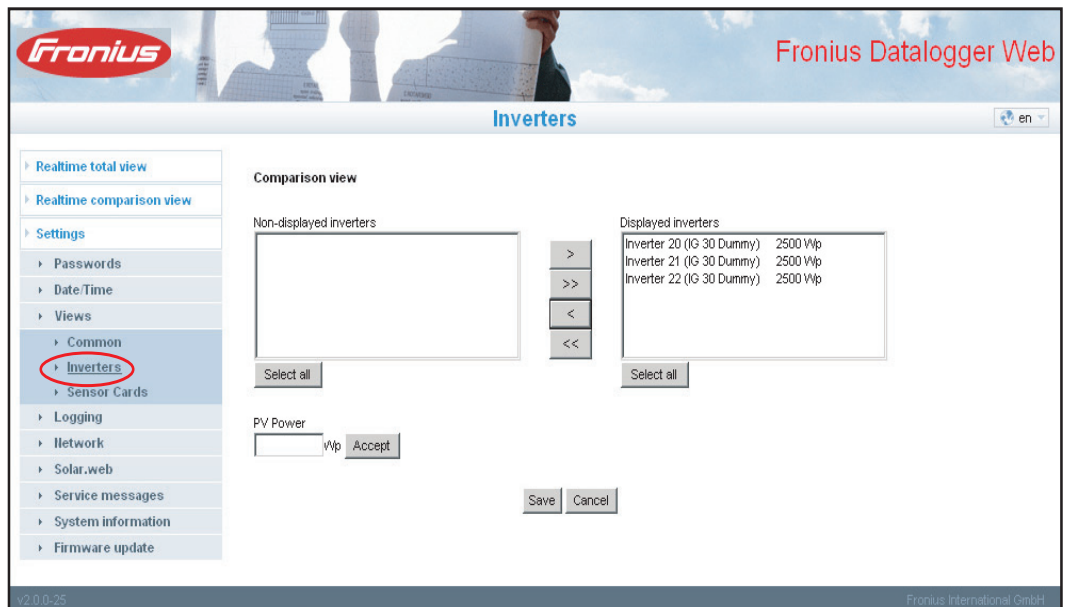 Fronius
Fronius Datalogger Web
Inverters
en
Realtime total view
Realtime comparison view
Settings
Passwords
Date/Time
Views
Common
Inverters
Sensor Cards
Logging
Network
Solar.web
Service messages
System information
Firmware update
Comparison view
Non-displayed inverters
Select all
>
>>
<
<<
Displayed inverters
Inverter 20 (IG 30 Dummy) 2500 Wp
Inverter 21 (IG 30 Dummy) 2500 Wp
Inverter 22 (IG 30 Dummy) 2500 Wp
Select all
PV Power
Wp Accept
Save Cancel
v2.0.0-25
Fronius International GmbH